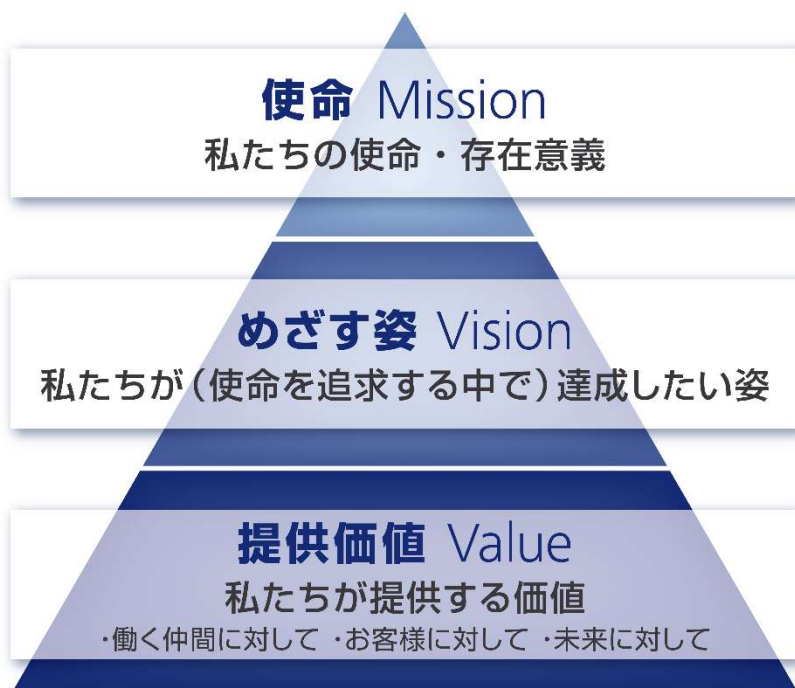 使命 Mission
私たちの使命・存在意義
めざす姿 Vision
私たちが(使命を追求する中で)達成したい姿
提供価値 Value
私たちが提供する価値
・働く仲間に対して ・お客様に対して ・未来に対して